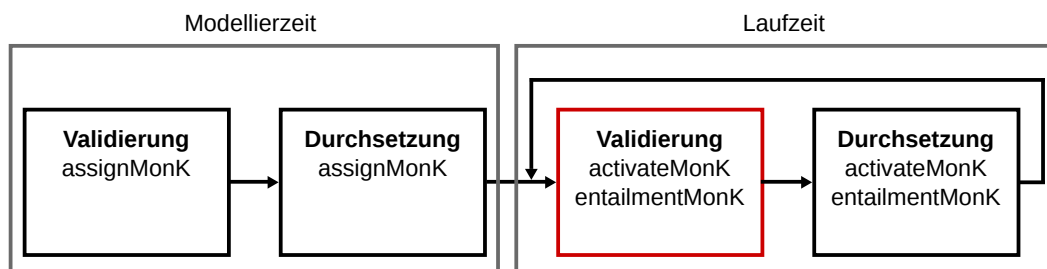 Modellierzeit
Laufzeit
Validierung
assignMonK
Durchsetzung
assignMonK
Validierung
activateMonK
entailmentMonK
Durchsetzung
activateMonK
entailmentMonK